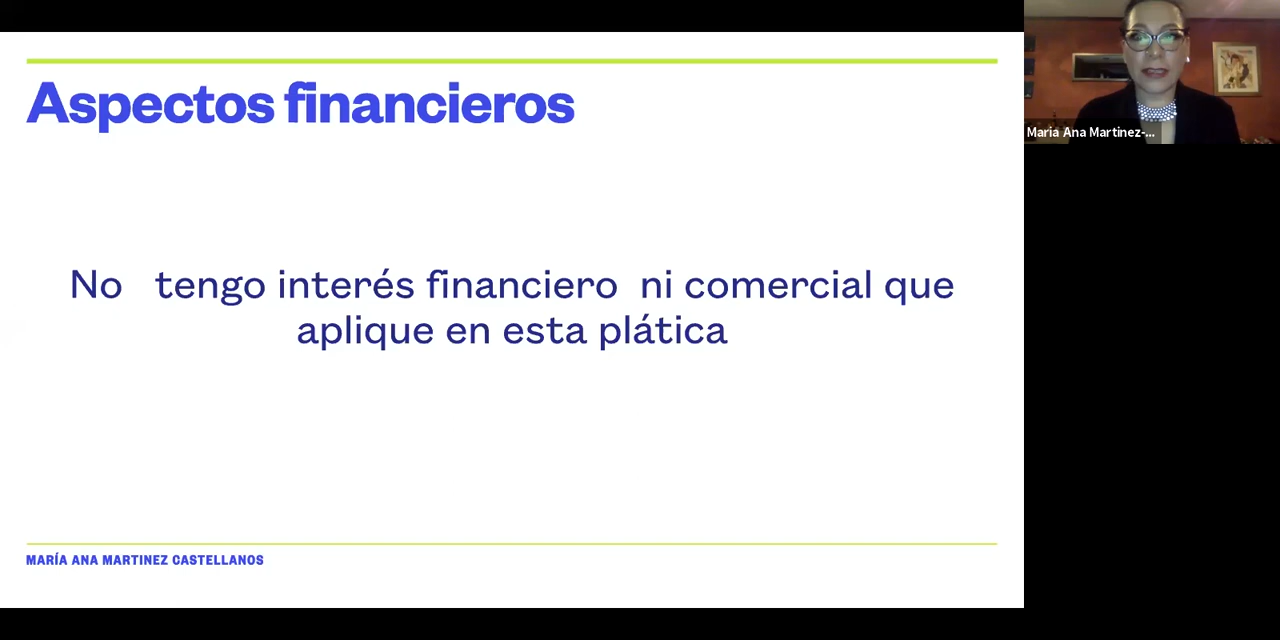 Aspectos financieros
No tengo interés financiero ni comercial que
aplique en esta plática
MARÍA ANA MARTINEZ CASTELLANOS
Maria Ana Martinez-...